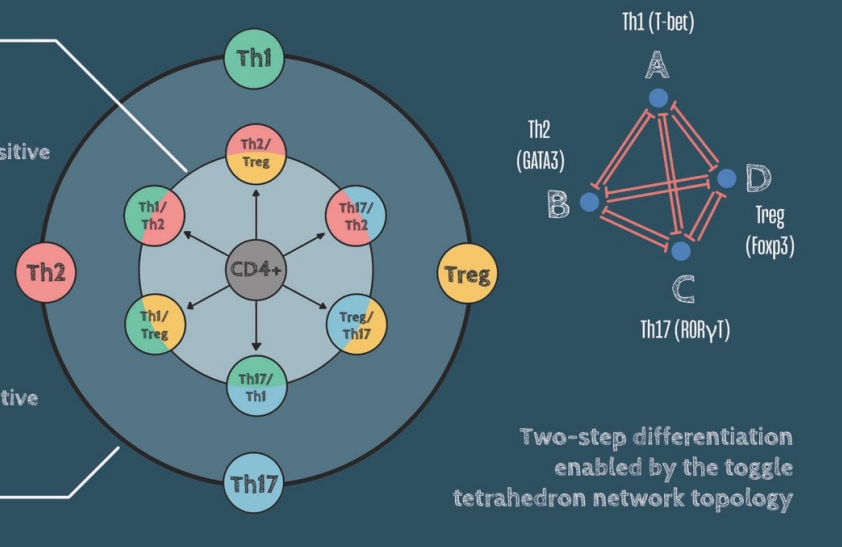 Th1 (T-bet)
A
Th1
sitive
Th2
(GATA3)
Th2/
Treg
Th1/
Th2
Th17/
Th2
B
D
Treg
(Foxp3)
Th2
CD4+
Treg
C
Th1/
Treg
Treg/
Th17
Th17 (RORγT)
Th17/
Th1
tive
Two-step differentiation
enabled by the toggle
tetrahedron network topology
Th17